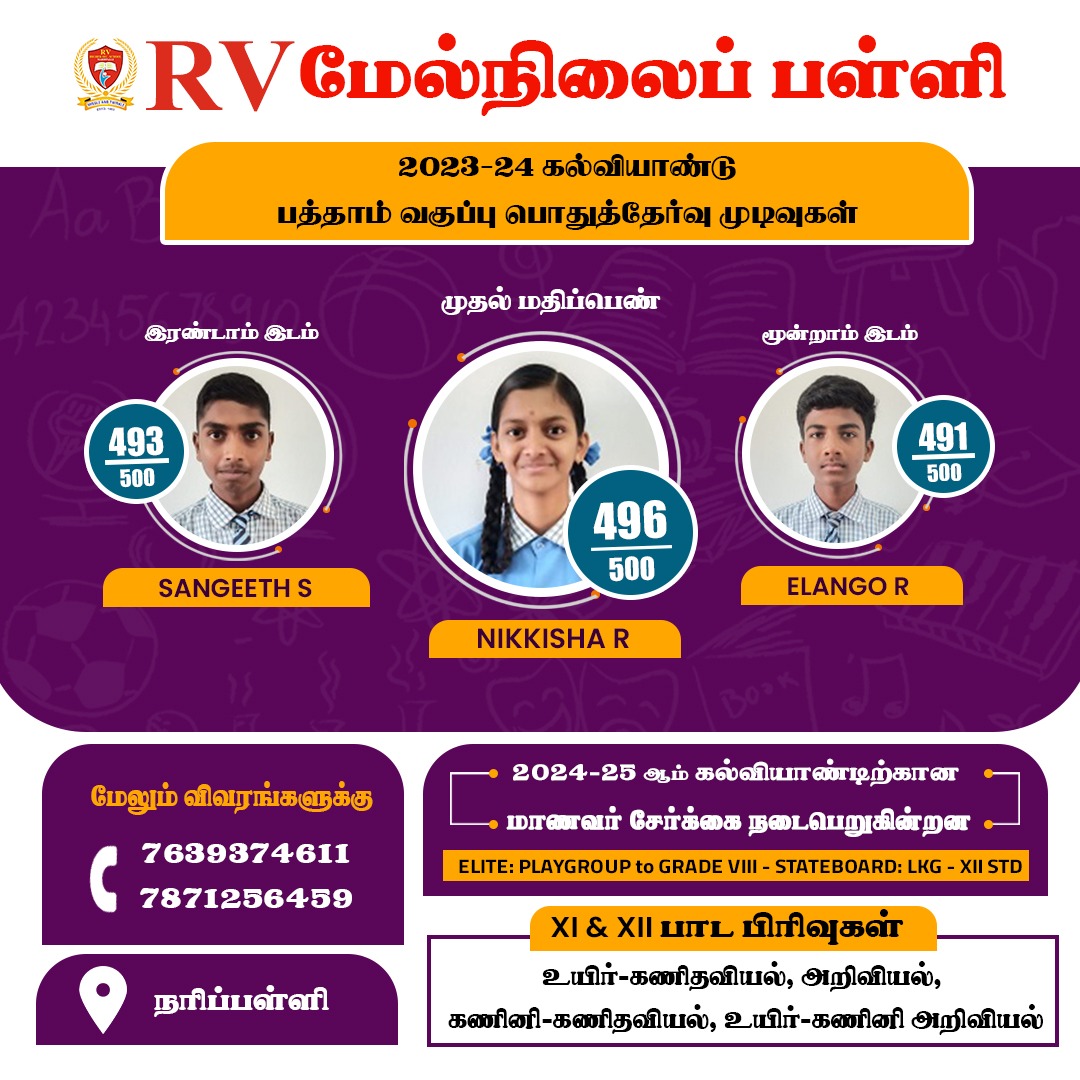 RV மேல்நிலைப் பள்ளி
2023-24 கல்வியாண்டு
பத்தாம் வகுப்பு பொதுத்தேர்வு முடிவுகள்
முதல் மதிப்பெண்
இரண்டாம் இடம்
மூன்றாம் இடம்
493
500
496
500
491
500
SANGEETH S
NIKKISHA R
ELANGO R
மேலும் விவரங்களுக்கு
7639374611
7871256459
நரிப்பள்ளி
2024-25 ஆம் கல்வியாண்டிற்கான
மாணவர் சேர்க்கை நடைபெறுகின்றன
ELITE: PLAYGROUP to GRADE VIII - STATEBOARD: LKG - XII STD
XI & XII பாட பிரிவுகள்
உயிர்-கணிதவியல், அறிவியல்,
கணினி-கணிதவியல், உயிர்-கணினி அறிவியல்